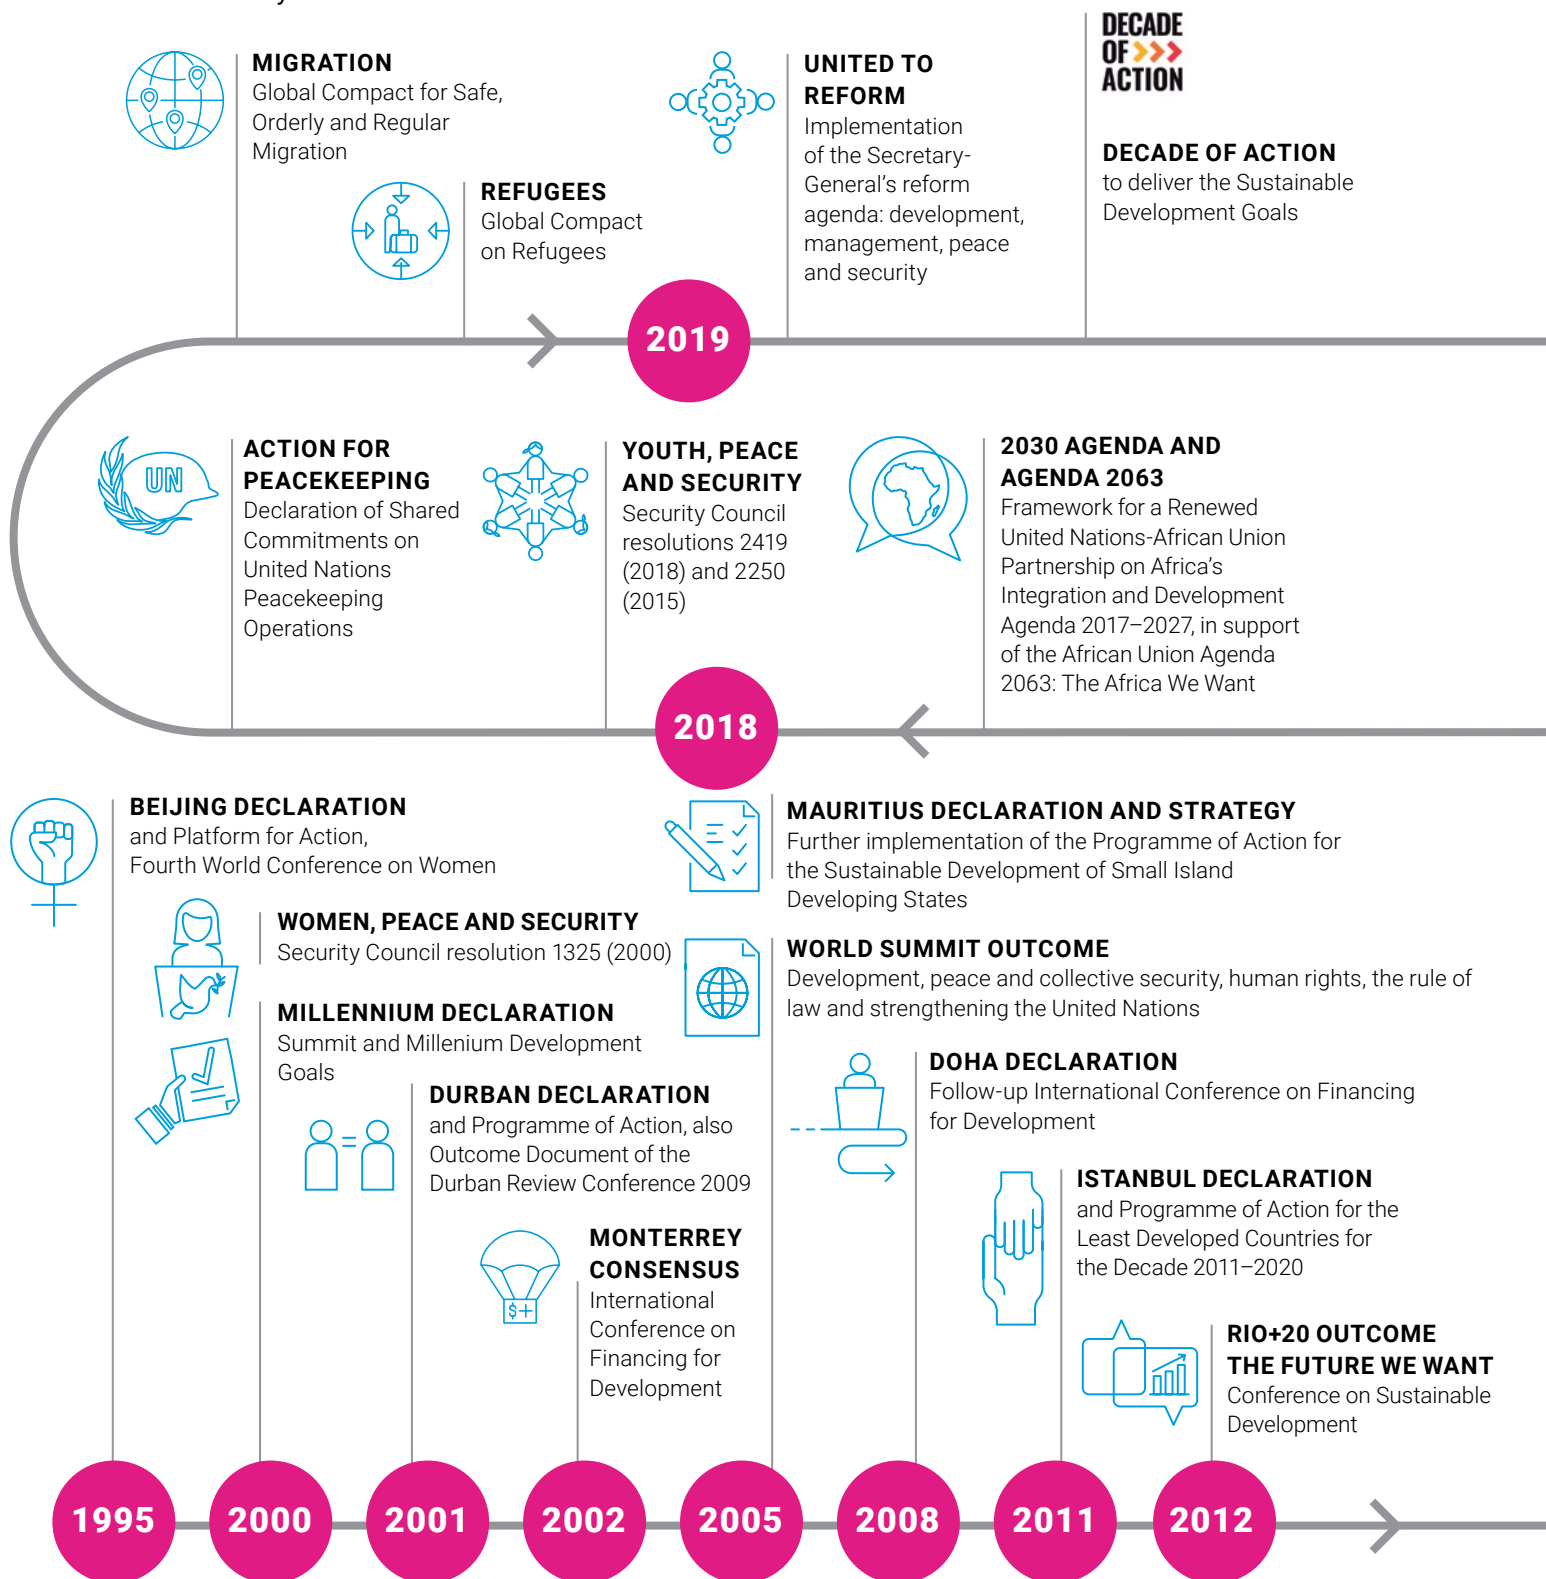 DECADE
OF
ACTION
MIGRATION
Global Compact for Safe,
Orderly and Regular
Migration
REFUGEES
Global Compact
on Refugees
UNITED TO
REFORM
Implementation
of the Secretary-
General’s reform
agenda: development,
management, peace
and security
DECADE OF ACTION
to deliver the Sustainable
Development Goals
2019
ACTION FOR
PEACEKEEPING
Declaration of Shared
Commitments on
United Nations
Peacekeeping
Operations
UN
YOUTH, PEACE
AND SECURITY
Security Council
resolutions 2419
(2018) and 2250
(2015)
2030 AGENDA AND
AGENDA 2063
Framework for a Renewed
United Nations-African Union
Partnership on Africa’s
Integration and Development
Agenda 2017–2027, in support
of the African Union Agenda
2063: The Africa We Want
2018
BEIJING DECLARATION
and Platform for Action,
Fourth World Conference on Women
WOMEN, PEACE AND SECURITY
Security Council resolution 1325 (2000)
MILLENNIUM DECLARATION
Summit and Millenium Development
Goals
DURBAN DECLARATION
and Programme of Action, also
Outcome Document of the
Durban Review Conference 2009
MONTERREY
CONSENSUS
International
Conference on
Financing for
Development
$+
MAURITIUS DECLARATION AND STRATEGY
Further implementation of the Programme of Action for
the Sustainable Development of Small Island
Developing States
WORLD SUMMIT OUTCOME
Development, peace and collective security, human rights, the rule of
law and strengthening the United Nations
DOHA DECLARATION
Follow-up International Conference on Financing
for Development
ISTANBUL DECLARATION
and Programme of Action for the
Least Developed Countries for
the Decade 2011–2020
RIO+20 OUTCOME
THE FUTURE WE WANT
Conference on Sustainable
Development
1995
2000
2001
2002
2005
2008
2011
2012